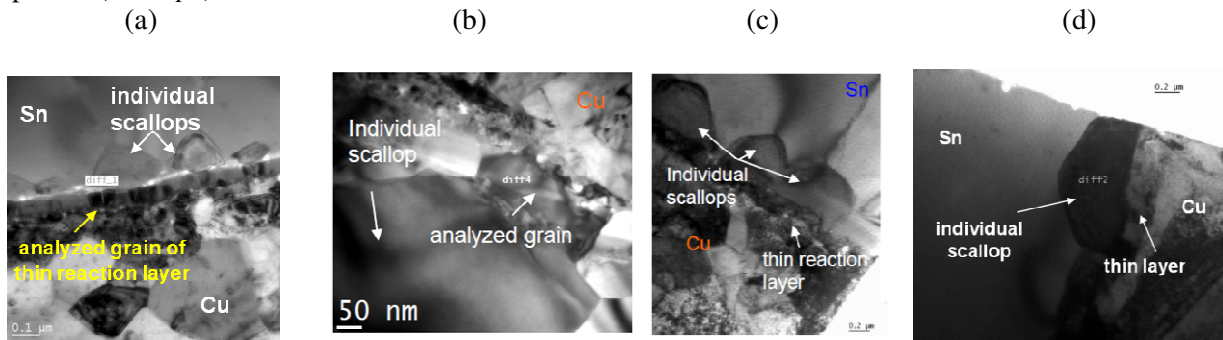 (a)
(b)
(c)
(d)
Sn
individual
scallops
diff_1
analyzed grain of
thin reaction layer
Cu
0.1 µm
Cu
Individual
scallop
diff4
analyzed grain
50 nm
Sn
Individual
scallops
Cu
thin reaction
layer
0.2 µm
0.2 µm
Sn
diff2
Cu
individual
scallop
thin layer